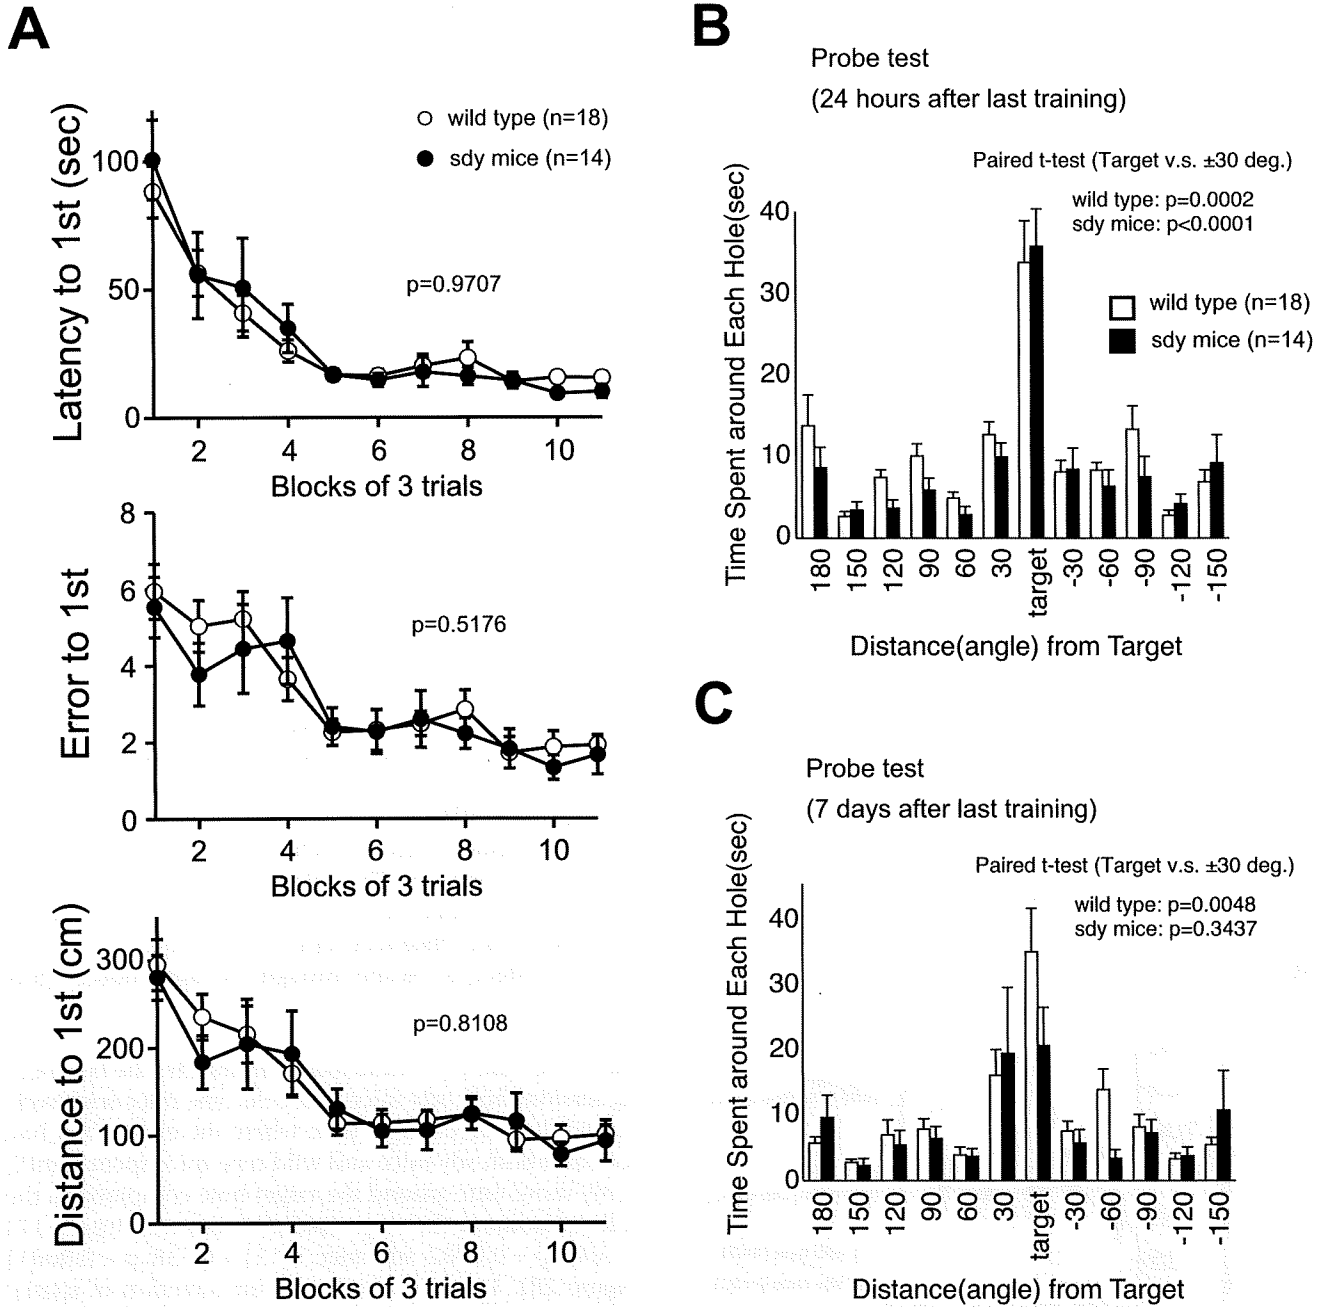 A
wild type (n=18)
sdy mice (n=14)
Latency to 1st (sec)
100
50
0
p=0.9707
2 4 6 8 10
Blocks of 3 trials
Error to 1st
8
6
4
2
0
p=0.5176
2 4 6 8 10
Blocks of 3 trials
Distance to 1st (cm)
300
200
100
0
p=0.8108
2 4 6 8 10
Blocks of 3 trials
B
Probe test
(24 hours after last training)
Paired t-test (Target v.s. ±30 deg.)
wild type: p=0.0002
sdy mice: p<0.0001
wild type (n=18)
sdy mice (n=14)
Time Spent around Each Hole(sec)
40
30
20
10
0
180 150 120 90 60 30 target -30 -60 -90 -120 -150
Distance(angle) from Target
C
Probe test
(7 days after last training)
Paired t-test (Target v.s. ±30 deg.)
wild type: p=0.0048
sdy mice: p=0.3437
Time Spent around Each Hole(sec)
40
30
20
10
0
180 150 120 90 60 30 target -30 -60 -90 -120 -150
Distance(angle) from Target